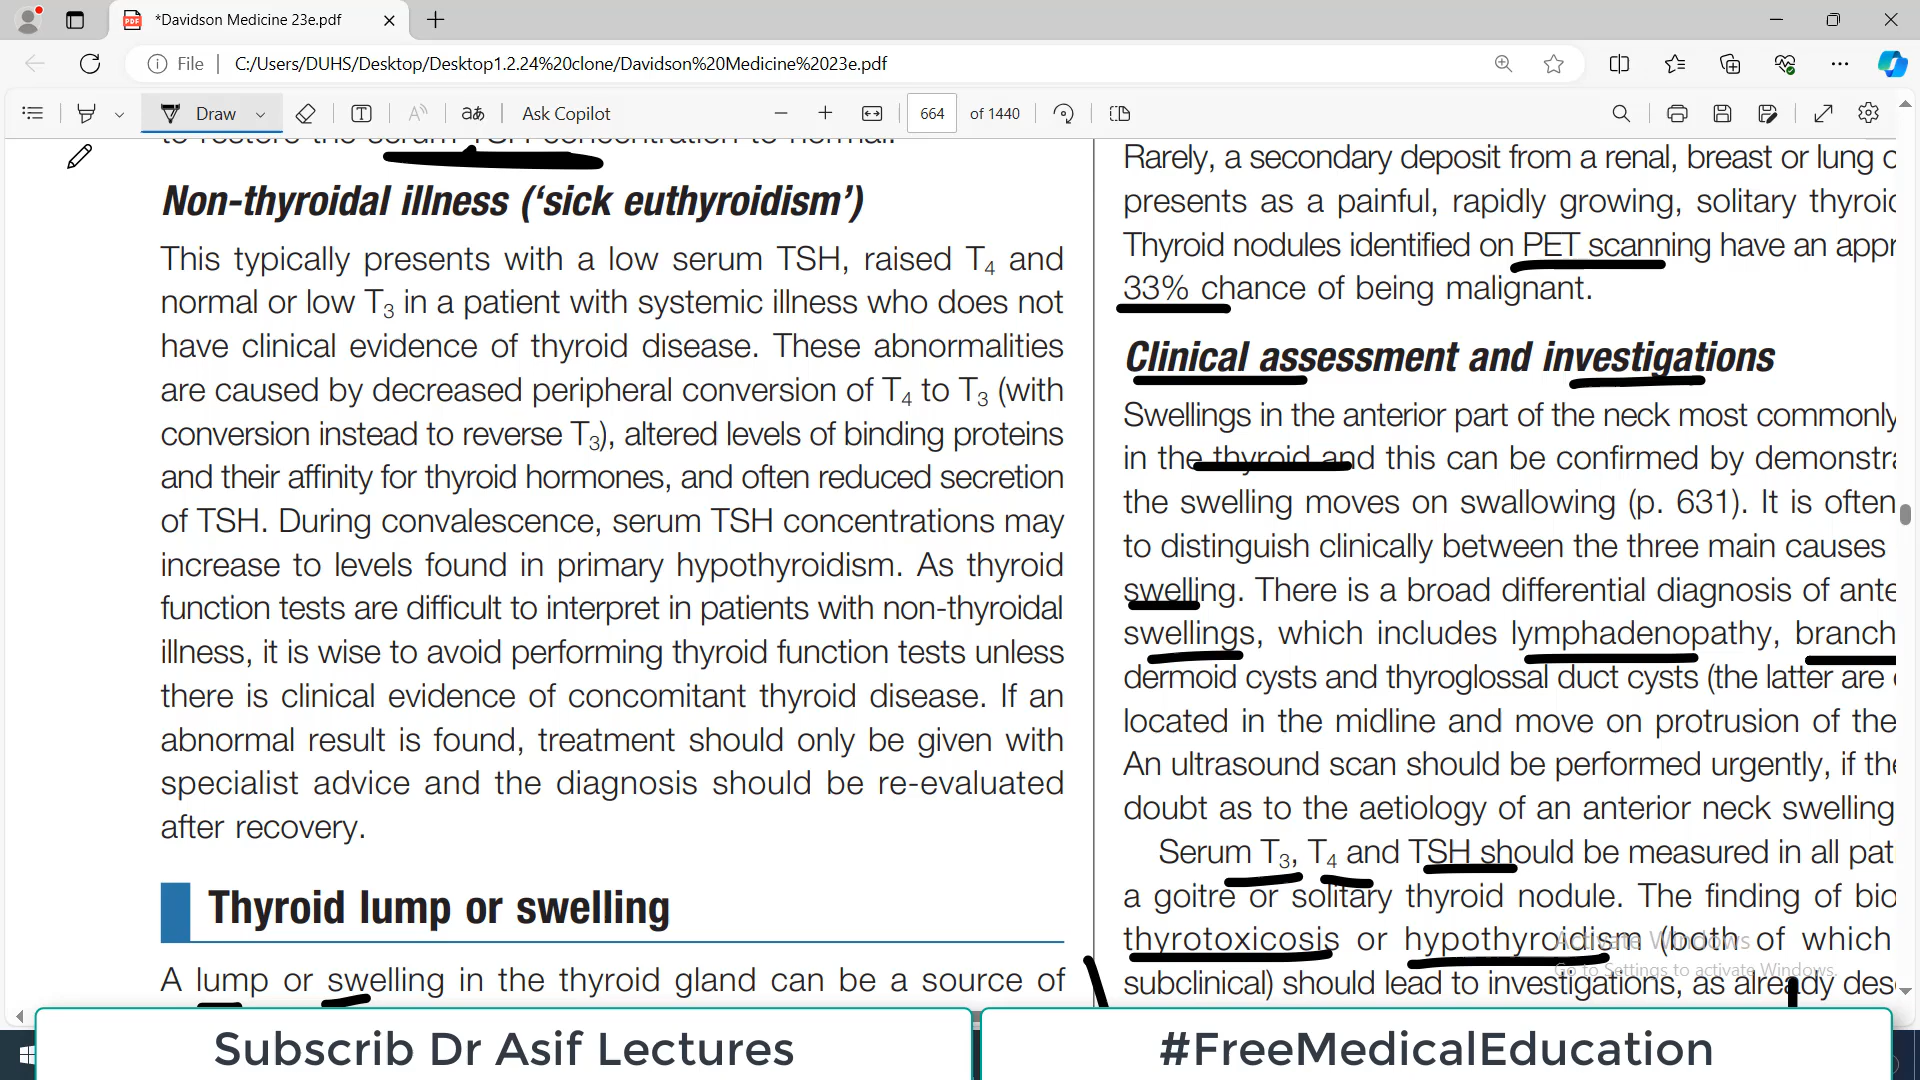 *Davidson Medicine 23e.pdf
File
C:/Users/DUHS/Desktop/Desktop1.2.24%20clone/Davidson%20Medicine%2023e.pdf
Draw
Ask Copilot
664 of 1440
to restore the serum TSH concentration to normal.
Non-thyroidal illness (‘sick euthyroidism’)
This typically presents with a low serum TSH, raised T4 and
normal or low T3 in a patient with systemic illness who does not
have clinical evidence of thyroid disease. These abnormalities
are caused by decreased peripheral conversion of T4 to T3 (with
conversion instead to reverse T3), altered levels of binding proteins
and their affinity for thyroid hormones, and often reduced secretion
of TSH. During convalescence, serum TSH concentrations may
increase to levels found in primary hypothyroidism. As thyroid
function tests are difficult to interpret in patients with non-thyroidal
illness, it is wise to avoid performing thyroid function tests unless
there is clinical evidence of concomitant thyroid disease. If an
abnormal result is found, treatment should only be given with
specialist advice and the diagnosis should be re-evaluated
after recovery.
Thyroid lump or swelling
A lump or swelling in the thyroid gland can be a source of
Rarely, a secondary deposit from a renal, breast or lung
presents as a painful, rapidly growing, solitary
Thyroid nodules identified on PET scanning have an
33% chance of being malignant.
Clinical assessment and investigations
Swellings in the anterior part of the neck most commonly
in the thyroid and this can be confirmed by
the swelling moves on swallowing (p. 631). It is often
to distinguish clinically between the three main causes
swelling. There is a broad differential diagnosis of
swellings, which includes lymphadenopathy, branch
dermoid cysts and thyroglossal duct cysts (the latter are
located in the midline and move on protrusion of the
An ultrasound scan should be performed urgently, if
doubt as to the aetiology of an anterior neck swelling
Serum T3, T4 and TSH should be measured in all
a goitre or solitary thyroid nodule. The finding of
thyrotoxicosis or hypothyroidism (both of which
subclinical) should lead to investigations, as already
Activate Windows
Go to Settings to activate Windows.
Subscrib Dr Asif Lectures
#FreeMedicalEducation